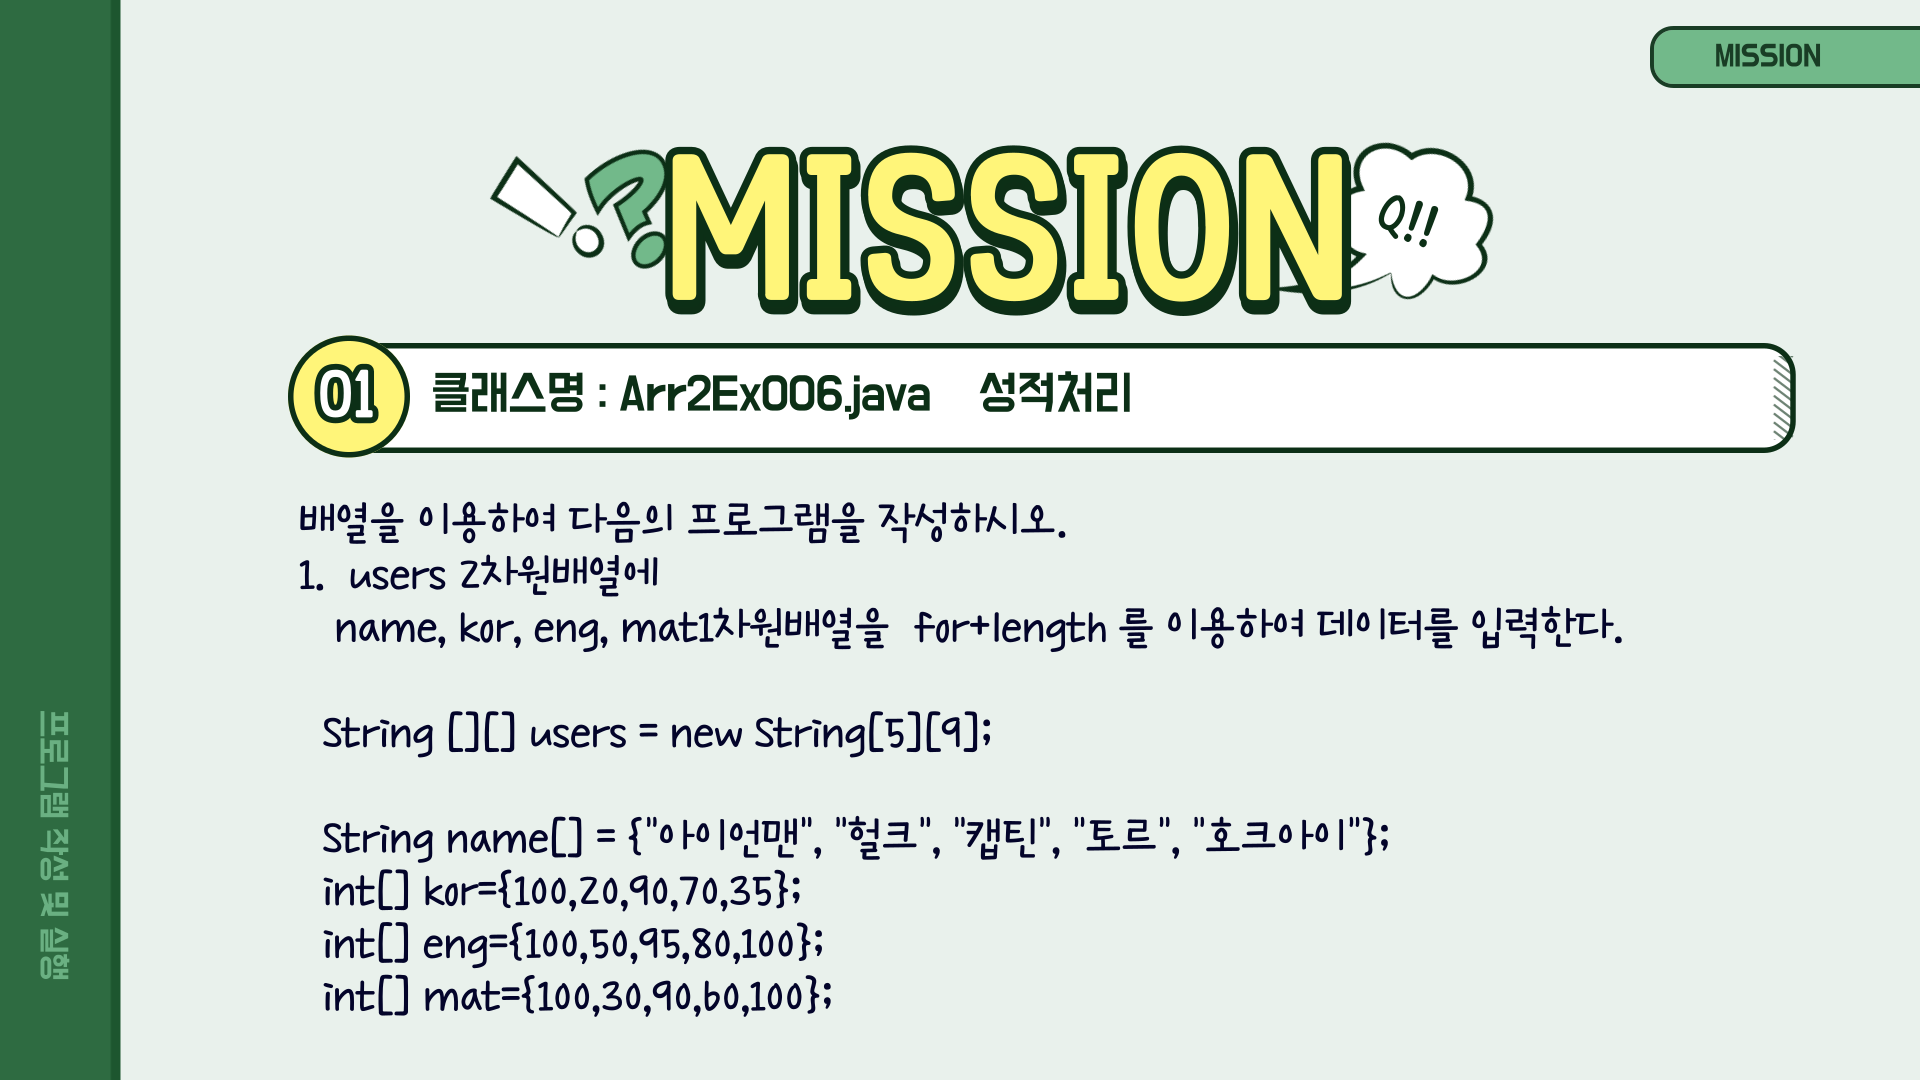 MISSION
MISSION
Q!!
01
클래스명 : Arr2Ex006.java 성적처리
배열을 이용하여 다음의 프로그램을 작성하시오.
1. users 2차원배열에
name, kor, eng, mat1차원배열을 for+length 를 이용하여 데이터를 입력한다.
String [][] users = new String[5][9];
String name[] = {"아이언맨", "헐크", "캡틴", "토르", "호크아이"};
int[] kor={100,20,90,70,35};
int[] eng={100,50,95,80,100};
int[] mat={100,30,90,60,100};
프로그램 작성 및 실행